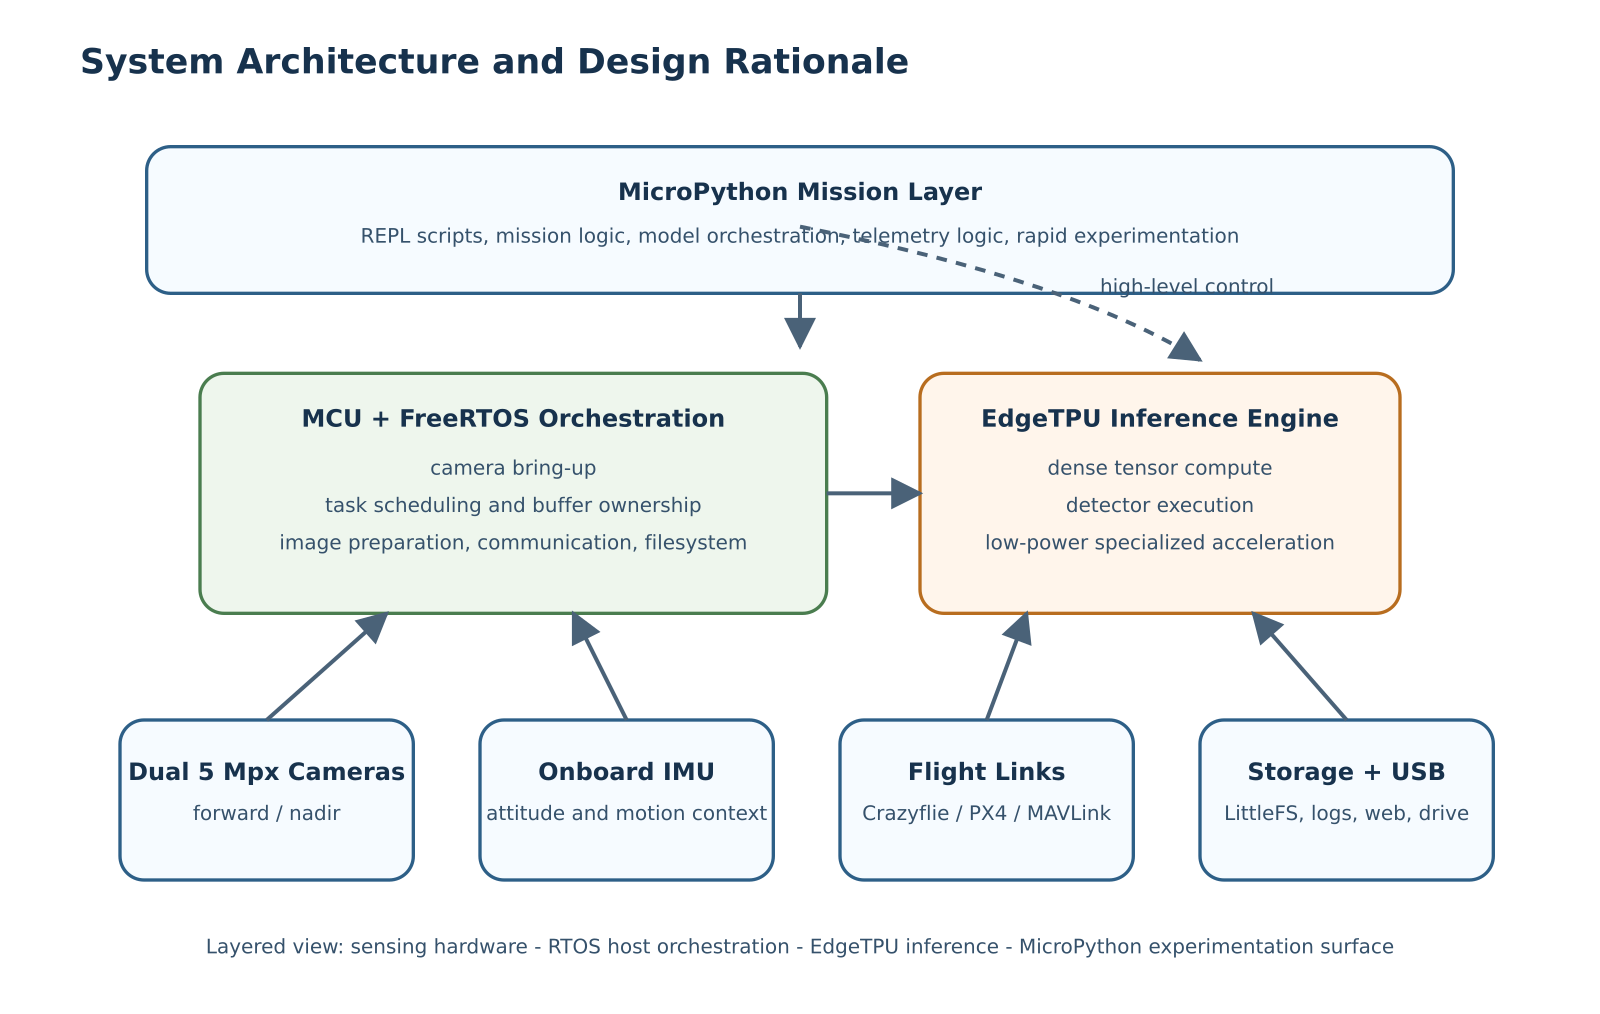 System Architecture and Design Rationale
MicroPython Mission Layer
REPL scripts, mission logic, model orchestration, telemetry logic, rapid experimentation
high-level control
MCU + FreeRTOS Orchestration
camera bring-up
task scheduling and buffer ownership
image preparation, communication, filesystem
EdgeTPU Inference Engine
dense tensor compute
detector execution
low-power specialized acceleration
Dual 5 Mpx Cameras
forward / nadir
Onboard IMU
attitude and motion context
Flight Links
Crazyflie / PX4 / MAVLink
Storage + USB
LittleFS, logs, web, drive
Layered view: sensing hardware - RTOS host orchestration - EdgeTPU inference - MicroPython experimentation surface